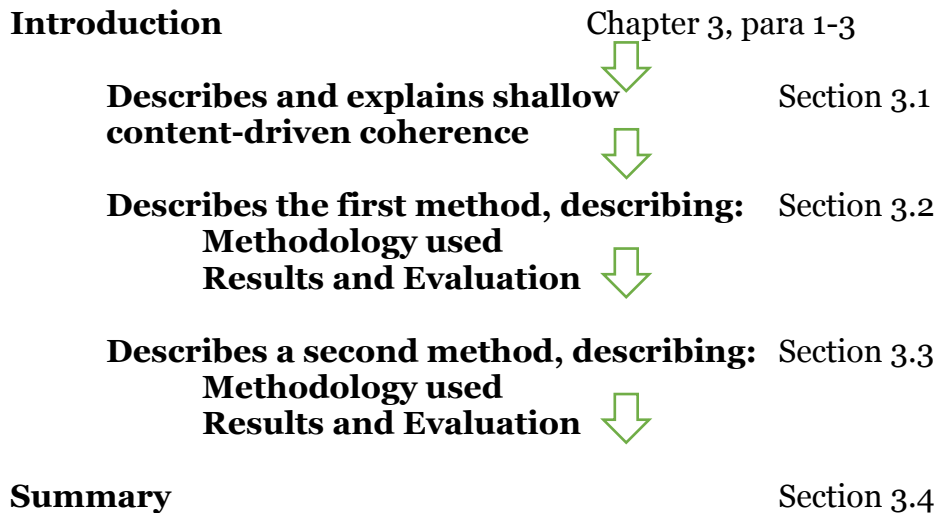 Introduction Chapter 3, para 1-3
Describes and explains shallow Section 3.1
content-driven coherence
Describes the first method, describing: Section 3.2
Methodology used
Results and Evaluation
Describes a second method, describing: Section 3.3
Methodology used
Results and Evaluation
Summary Section 3.4